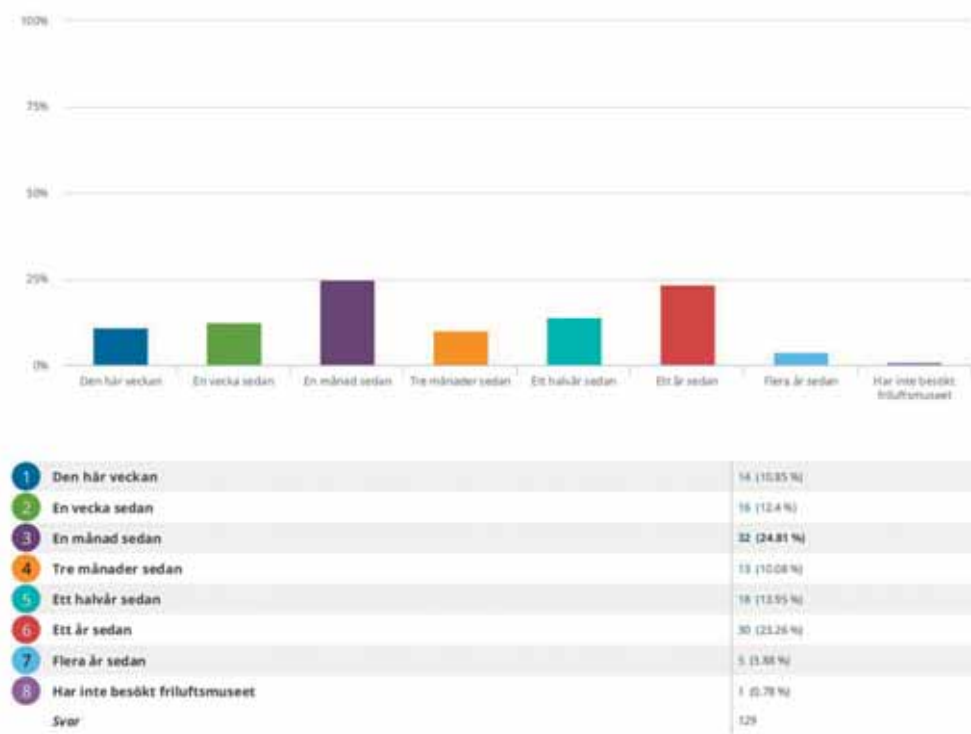 100%
75%
50%
25%
0%
Den här veckan
En vecka sedan
En månad sedan
Tre månader sedan
Ett halvår sedan
Ett år sedan
Flera år sedan
Har inte besökt
friluftsmuseet
1 Den här veckan 14 (10.85 %)
2 En vecka sedan 16 (12.4 %)
3 En månad sedan 32 (24.81 %)
4 Tre månader sedan 13 (10.08 %)
5 Ett halvår sedan 18 (13.95 %)
6 Ett år sedan 30 (23.26 %)
7 Flera år sedan 5 (3.88 %)
8 Har inte besökt friluftsmuseet 1 (0.78 %)
Svar 129